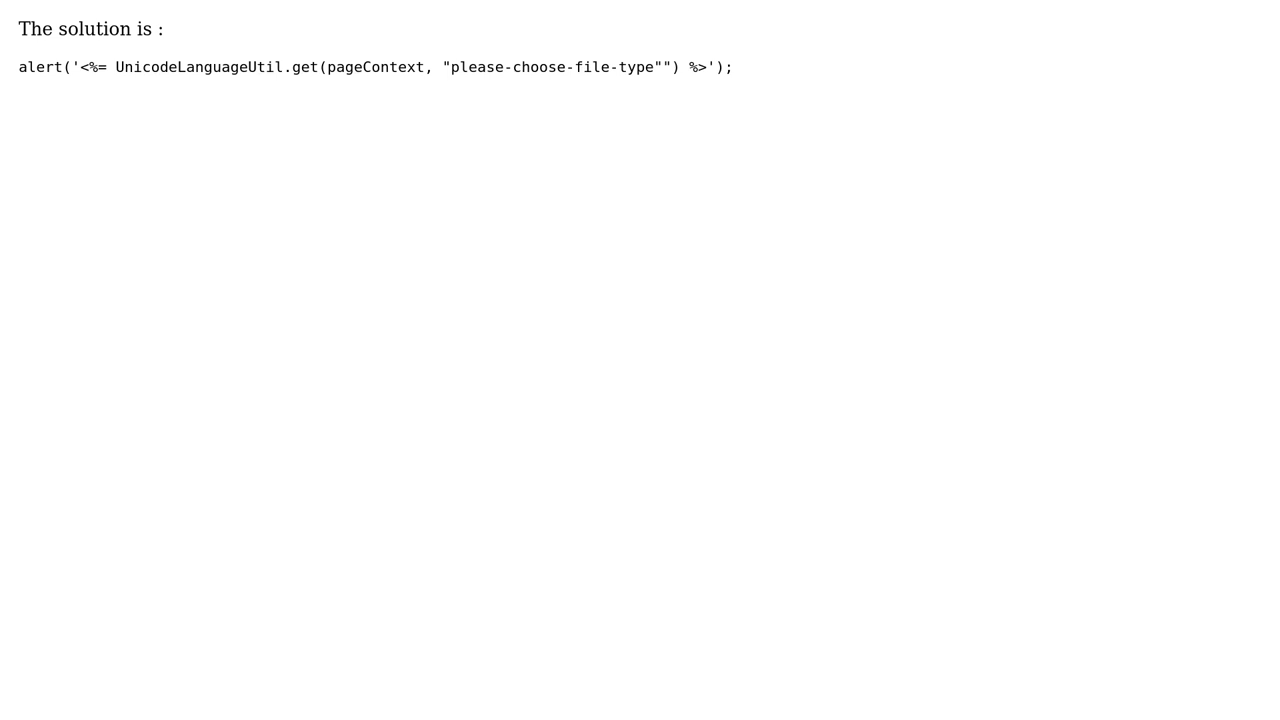 The solution is :
alert('<%= UnicodeLanguageUtil.get(pageContext, "please-choose-file-type"") %>');